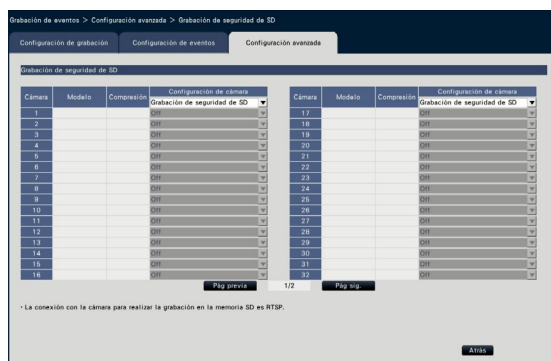 Grabación de eventos > Configuración avanzada > Grabación de seguridad de SD
Configuración de grabación Configuración de eventos Configuración avanzada
Grabación de seguridad de SD
Cámara Modelo Compresión Configuración de cámara
Grabación de seguridad de SD
1 Off
2 Off
3 Off
4 Off
5 Off
6 Off
7 Off
8 Off
9 Off
10 Off
11 Off
12 Off
13 Off
14 Off
15 Off
16 Off
Cámara Modelo Compresión Configuración de cámara
Grabación de seguridad de SD
17 Off
18 Off
19 Off
20 Off
21 Off
22 Off
23 Off
24 Off
25 Off
26 Off
27 Off
28 Off
29 Off
30 Off
31 Off
32 Off
Pág previa 1/2 Pág sig.
· La conexión con la cámara para realizar la grabación en la memoria SD es RTSP.
Atrás